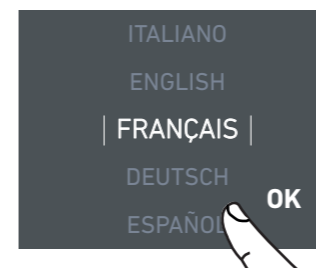 ITALIANO
ENGLISH
| FRANÇAIS |
DEUTSCH
OK
ESPAÑOL